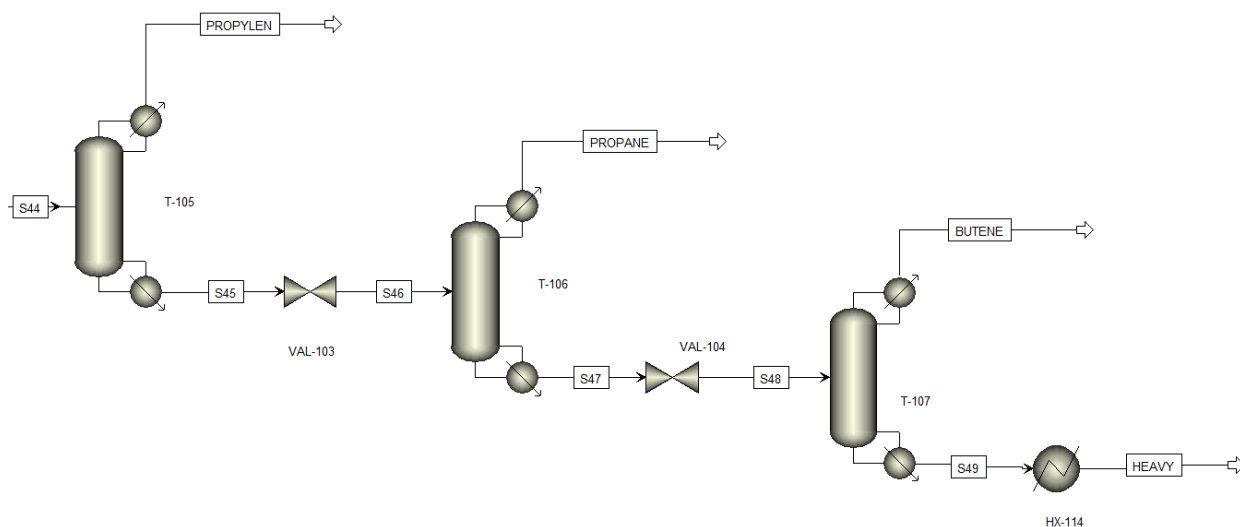 PROPYLEN
S44
T-105
S45
VAL-103
S46
PROPANE
T-106
S47
VAL-104
S48
BUTENE
T-107
S49
HX-114
HEAVY